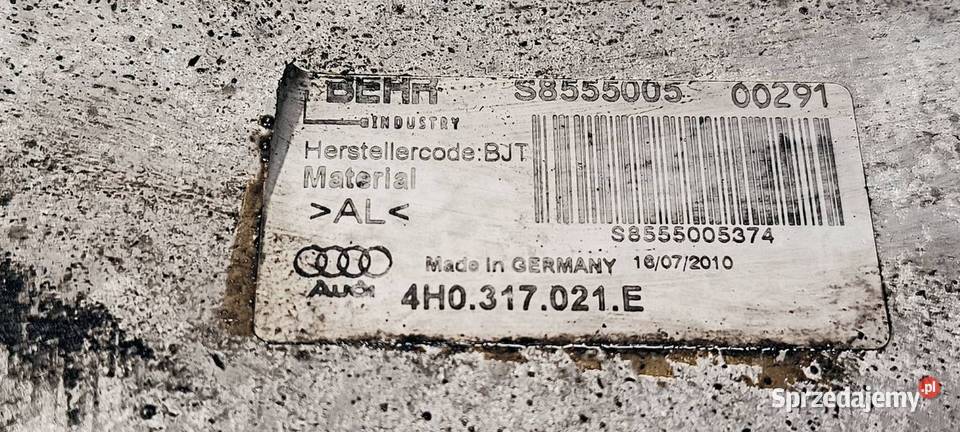 BEHR S8555005 00291
INDUSTRY
Herstellercode:BJT
Material
>AL<
S8555005374
Made in GERMANY 16/07/2010
Audi 4H0.317.021.E
Sprzedajemy.pl